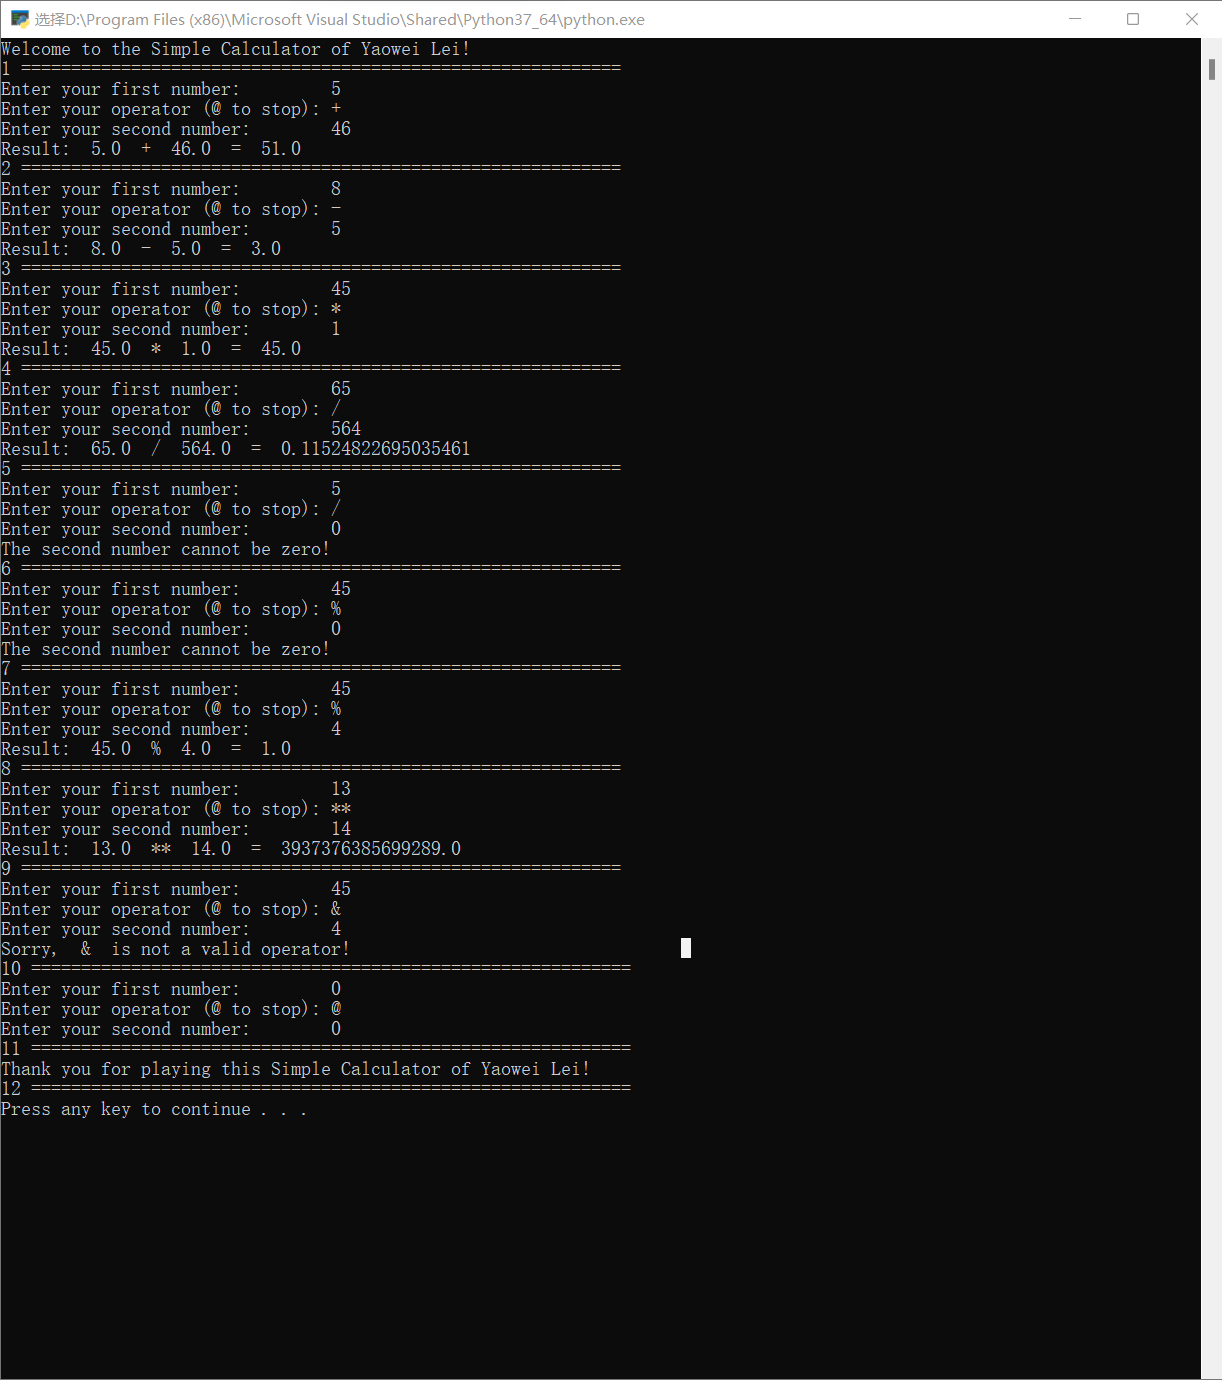 选择D:\Program Files (x86)\Microsoft Visual Studio\Shared\Python37_64\python.exe
Welcome to the Simple Calculator of Yaowei Lei!
1 ============================================================
Enter your first number:         5
Enter your operator (@ to stop): +
Enter your second number:        46
Result:  5.0  +  46.0  =  51.0
2 ============================================================
Enter your first number:         8
Enter your operator (@ to stop): -
Enter your second number:        5
Result:  8.0  -  5.0  =  3.0
3 ============================================================
Enter your first number:         45
Enter your operator (@ to stop): *
Enter your second number:        1
Result:  45.0  *  1.0  =  45.0
4 ============================================================
Enter your first number:         65
Enter your operator (@ to stop): /
Enter your second number:        564
Result:  65.0  /  564.0  =  0.11524822695035461
5 ============================================================
Enter your first number:         5
Enter your operator (@ to stop): /
Enter your second number:        0
The second number cannot be zero!
6 ============================================================
Enter your first number:         45
Enter your operator (@ to stop): %
Enter your second number:        0
The second number cannot be zero!
7 ============================================================
Enter your first number:         45
Enter your operator (@ to stop): %
Enter your second number:        4
Result:  45.0  %  4.0  =  1.0
8 ============================================================
Enter your first number:         13
Enter your operator (@ to stop): **
Enter your second number:        14
Result:  13.0  **  14.0  =  3937376385699289.0
9 ============================================================
Enter your first number:         45
Enter your operator (@ to stop): &
Enter your second number:        4
Sorry,  &  is not a valid operator!
10 ============================================================
Enter your first number:         0
Enter your operator (@ to stop): @
Enter your second number:        0
11 ============================================================
Thank you for playing this Simple Calculator of Yaowei Lei!
12 ============================================================
Press any key to continue . . .